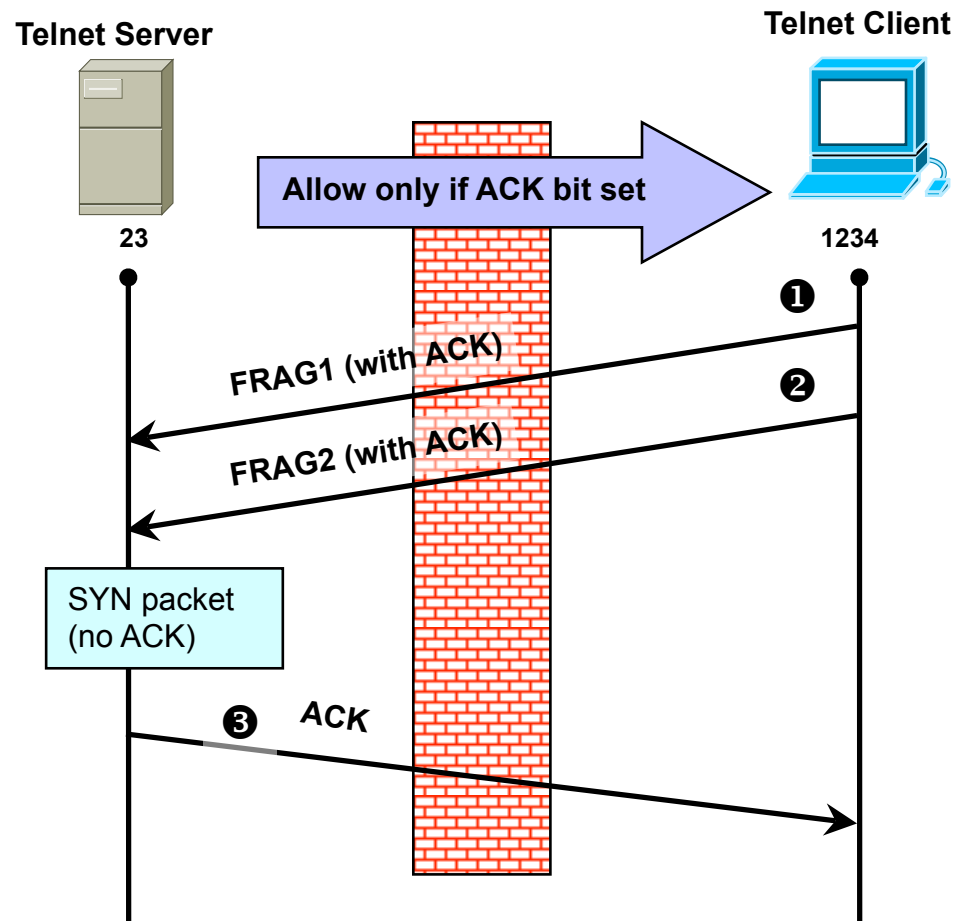 Telnet Server
Telnet Client
Allow only if ACK bit set
23
1234
❶
FRAG1 (with ACK)
❷
FRAG2 (with ACK)
SYN packet
(no ACK)
❸
ACK